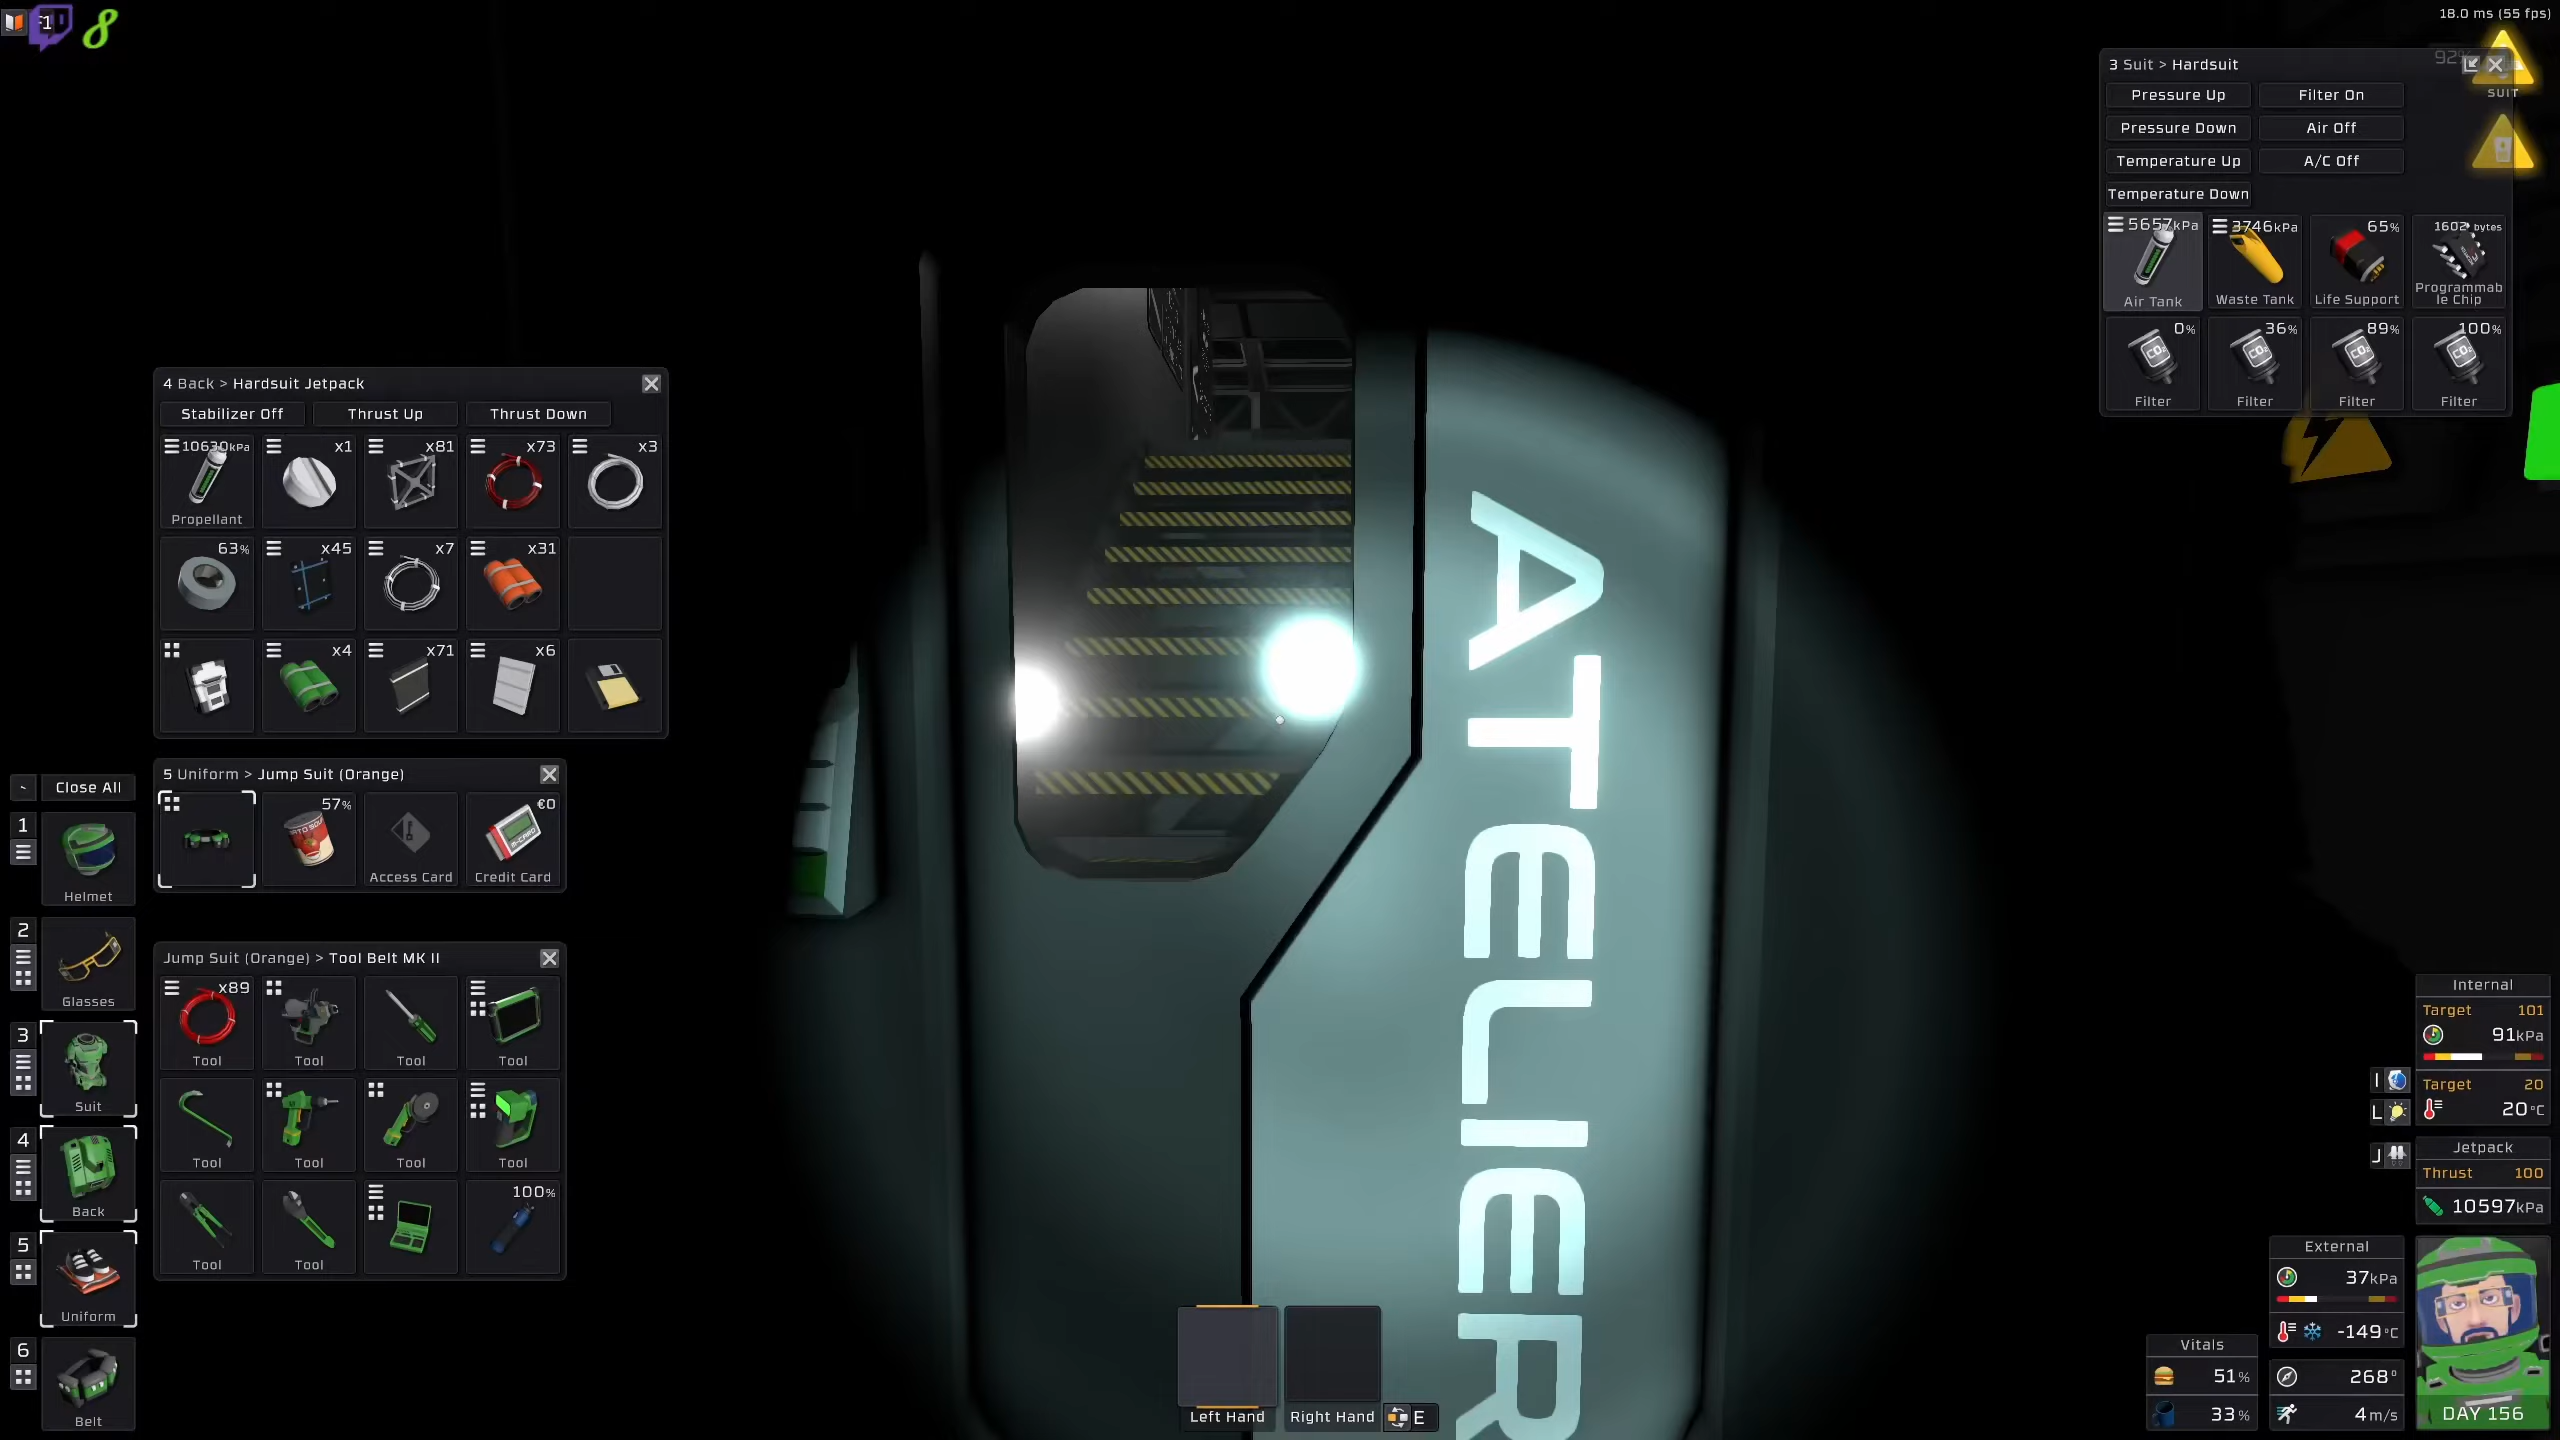 F1
18.0 ms (55 fps)
92%
SUIT
3 Suit > Hardsuit
Pressure Up
Filter On
Pressure Down
Air Off
Temperature Up
A/C Off
Temperature Down
5657kPa
Air Tank
3746kPa
Waste Tank
65%
Life Support
1602 bytes
Programmab
le Chip
0%
Filter
36%
Filter
89%
Filter
100%
Filter
4 Back > Hardsuit Jetpack
Stabilizer Off
Thrust Up
Thrust Down
10630kPa
Propellant
x1
x81
x73
x3
63%
x45
x7
x31
x4
x71
x6
5 Uniform > Jump Suit (Orange)
57%
Access Card
€0
Credit Card
Jump Suit (Orange) > Tool Belt MK II
x89
Tool
Tool
Tool
Tool
Tool
Tool
Tool
Tool
Tool
Tool
100%
~
Close All
1
Helmet
2
Glasses
3
Suit
4
Back
5
Uniform
6
Belt
ATELIER
Left Hand
Right Hand
E
Internal
Target 101
91kPa
Target 20
20°C
I
L
J
Jetpack
Thrust 100
10597kPa
External
37kPa
-149°C
268°
4m/s
Vitals
51%
33%
DAY 156